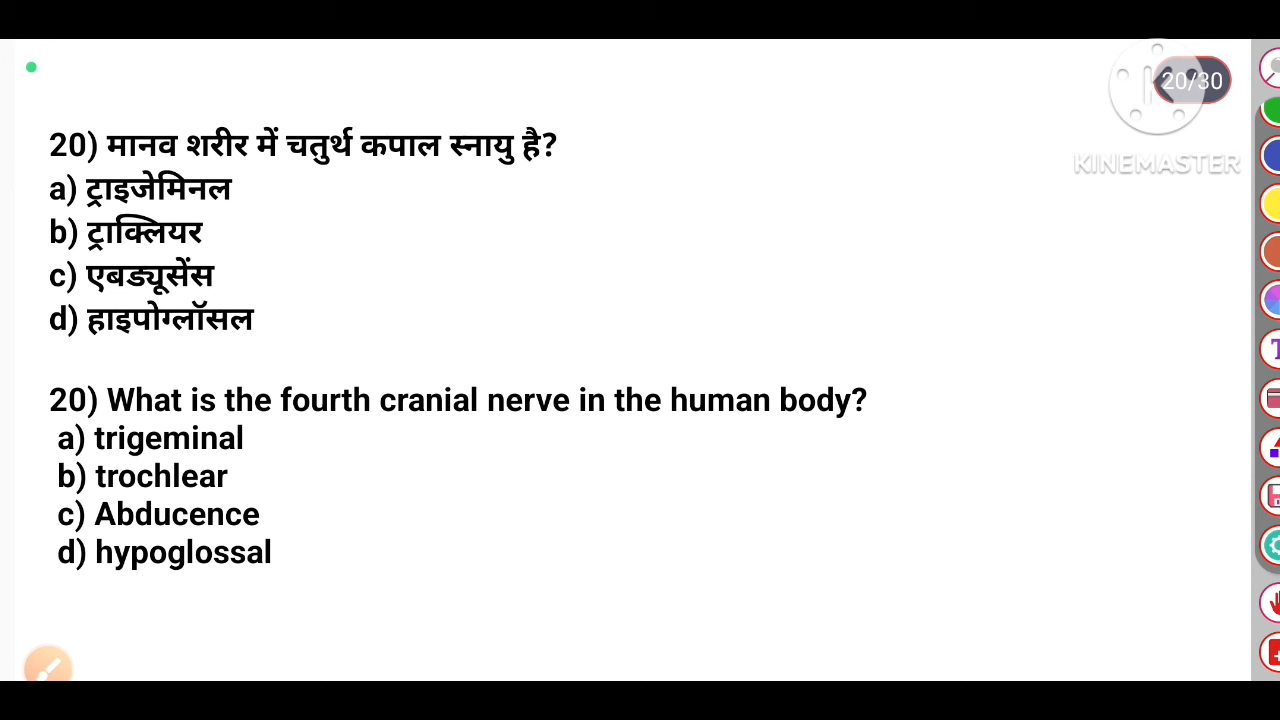 20/30
KINEMASTER
20) मानव शरीर में चतुर्थ कपाल स्नायु है?
a) ट्राइजेमिनल
b) ट्राक्लियर
c) एबड्यूसेंस
d) हाइपोग्लॉसल
20) What is the fourth cranial nerve in the human body?
a) trigeminal
b) trochlear
c) Abducence
d) hypoglossal